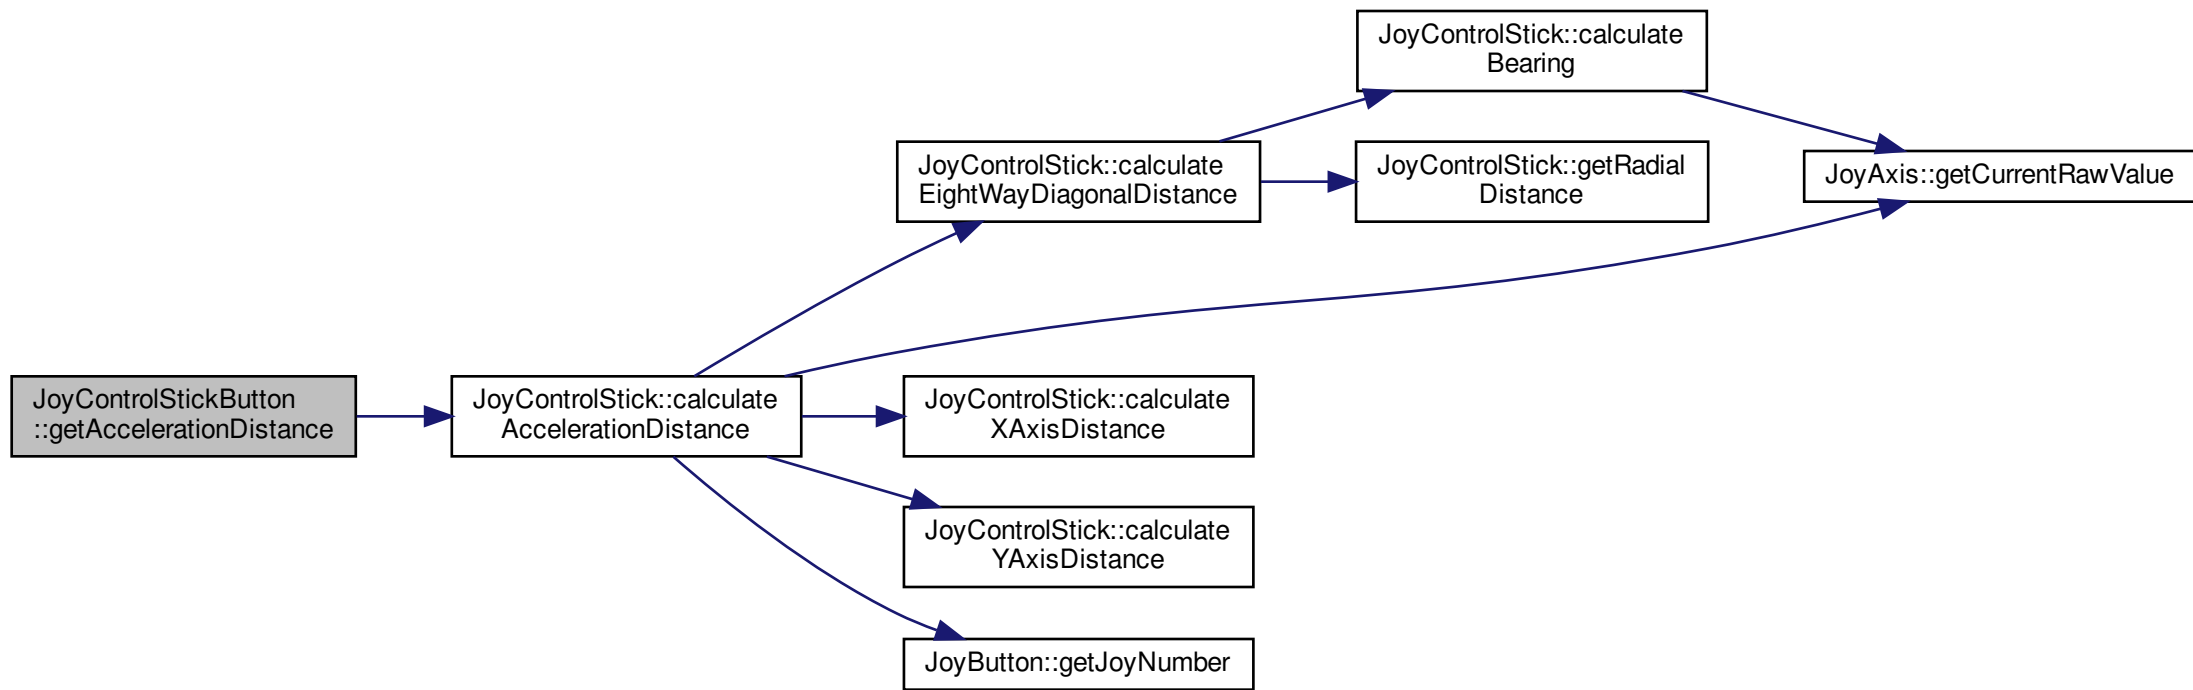 JoyControlStick::calculate
Bearing
JoyControlStick::calculate
EightWayDiagonalDistance
JoyControlStick::getRadial
Distance
JoyAxis::getCurrentRawValue
JoyControlStickButton
::getAccelerationDistance
JoyControlStick::calculate
AccelerationDistance
JoyControlStick::calculate
XAxisDistance
JoyControlStick::calculate
YAxisDistance
JoyButton::getJoyNumber